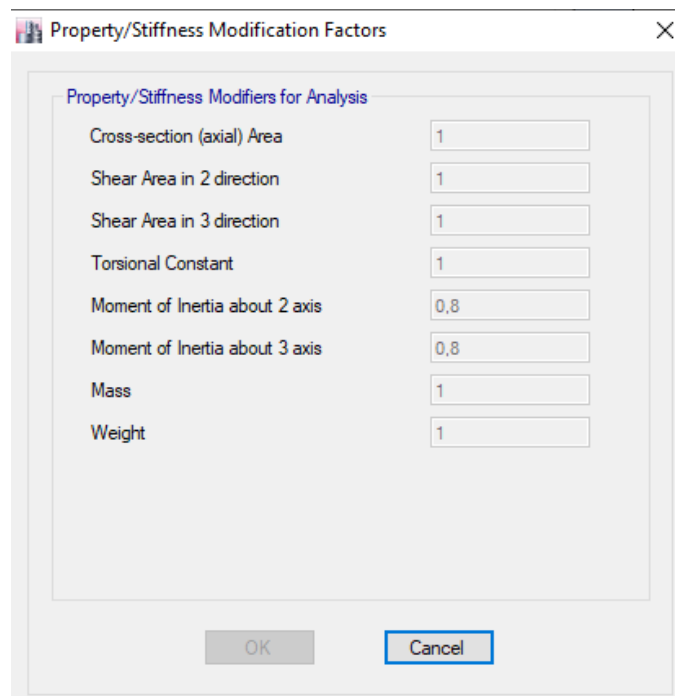 Property/Stiffness Modification Factors
Property/Stiffness Modifiers for Analysis
Cross-section (axial) Area 1
Shear Area in 2 direction 1
Shear Area in 3 direction 1
Torsional Constant 1
Moment of Inertia about 2 axis 0,8
Moment of Inertia about 3 axis 0,8
Mass 1
Weight 1
OK Cancel